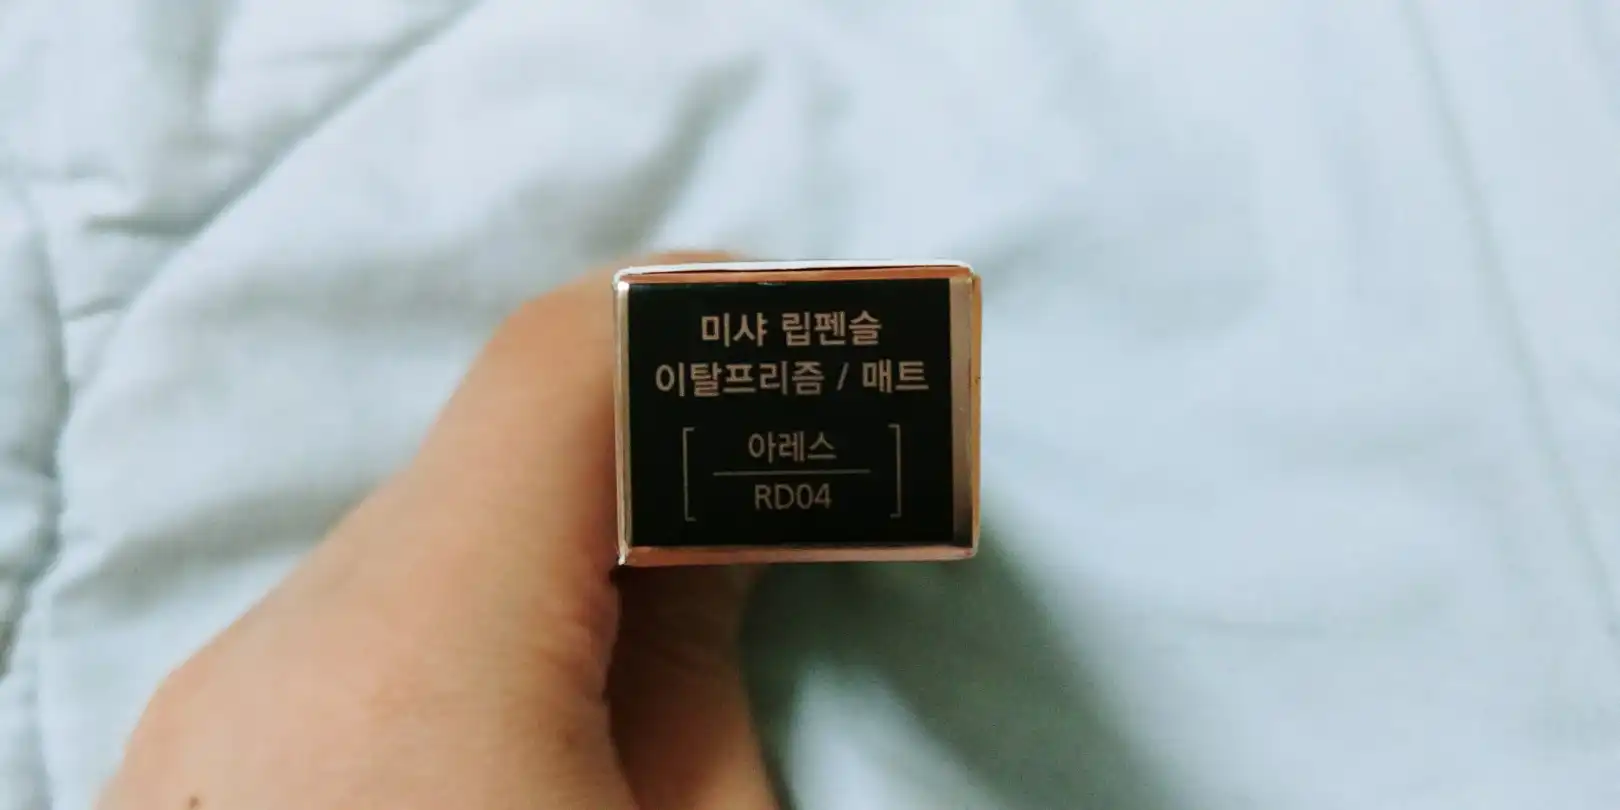 미샤 립펜슬
이탈프리즘 / 매트
아레스
RD04